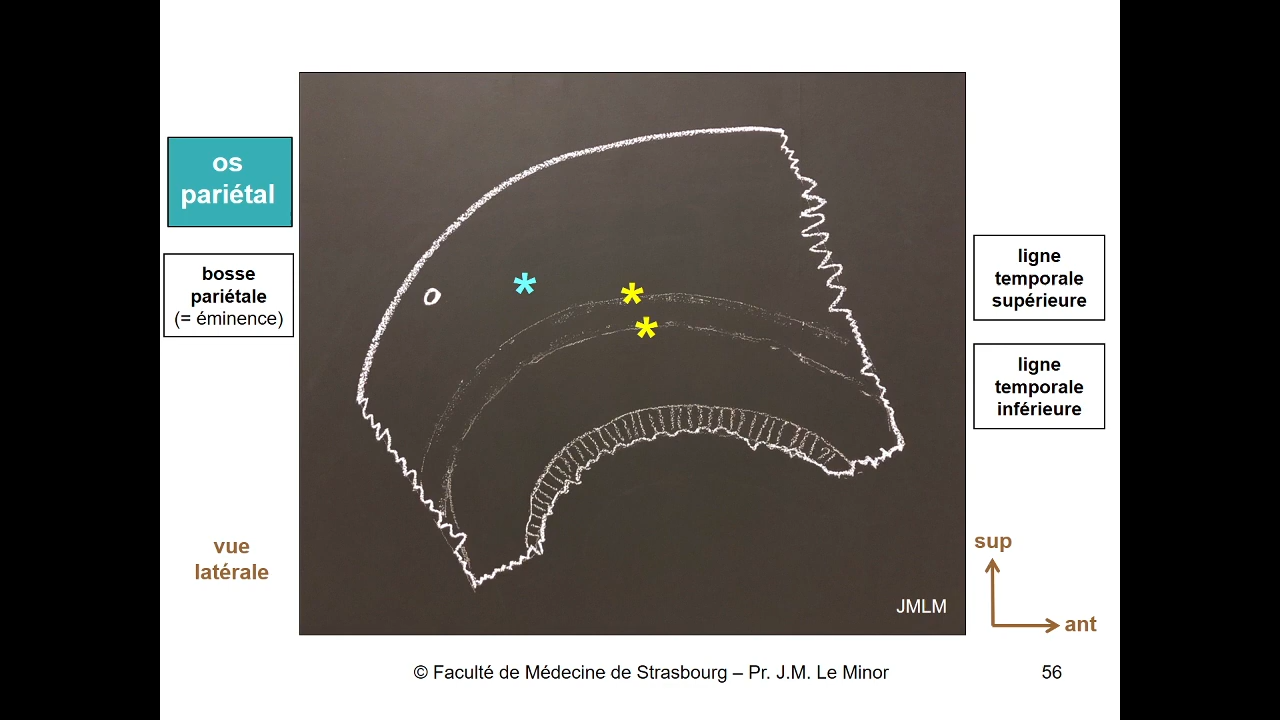 os
pariétal
bosse
pariétale
(= éminence)
*
*
*
ligne
temporale
supérieure
ligne
temporale
inférieure
vue
latérale
sup
ant
JMLM
© Faculté de Médecine de Strasbourg – Pr. J.M. Le Minor
56